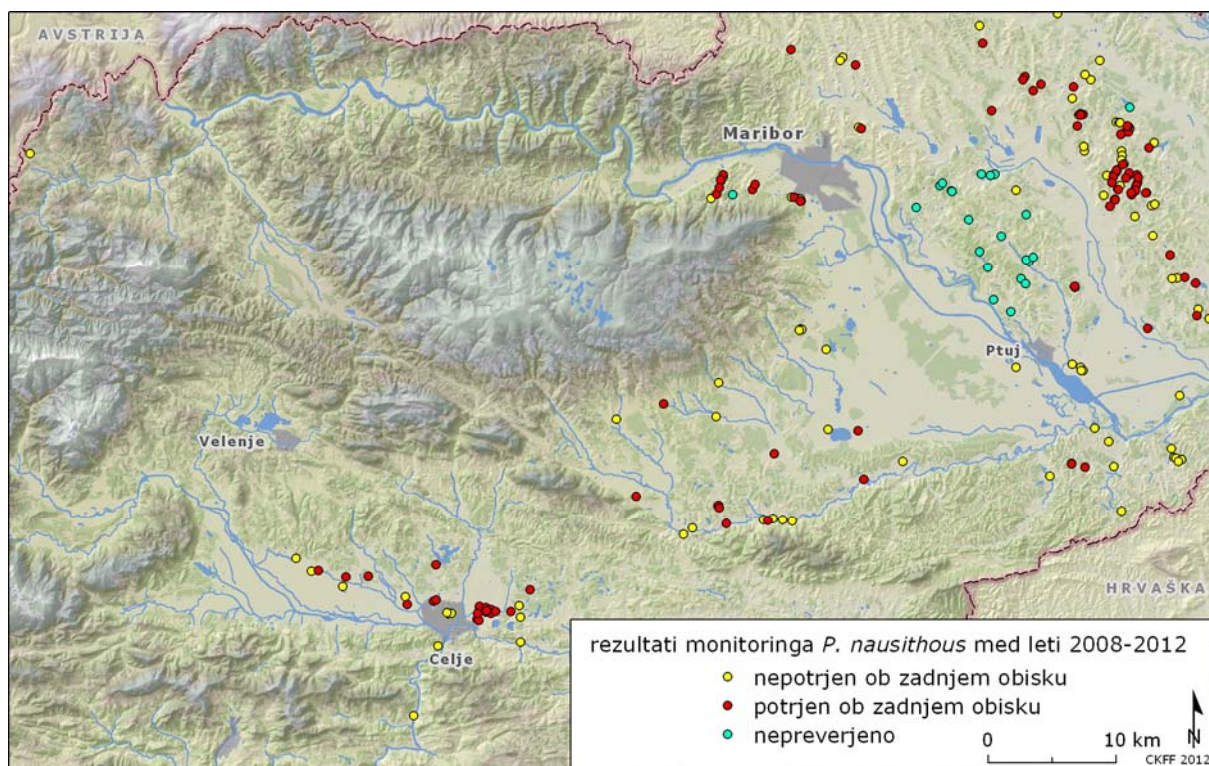 AVSTRIJA
Maribor
Ptuj
Velenje
HRVAŠKA
Celje
rezultati monitoringa P. nausithous med leti 2008-2012
nepotrjen ob zadnjem obisku
potrjen ob zadnjem obisku
nepreverjeno
0 10 km
N
CKFF 2012